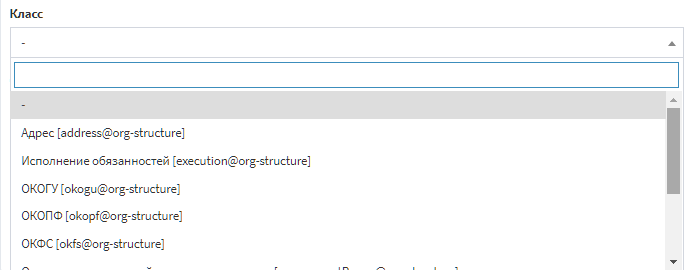 Класс
-
-
Адрес [address@org-structure]
Исполнение обязанностей [execution@org-structure]
ОКОГУ [okogu@org-structure]
ОКОПФ [okopf@org-structure]
ОКФС [okfs@org-structure]